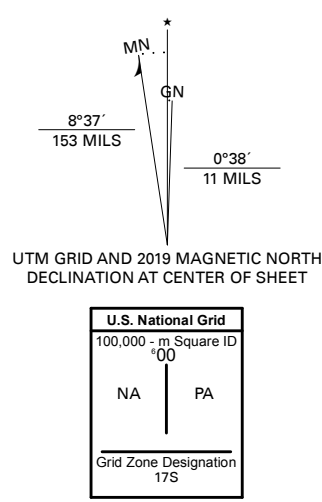 ★
MN
GN
8°37´
153 MILS
0°38´
11 MILS
UTM GRID AND 2019 MAGNETIC NORTH
DECLINATION AT CENTER OF SHEET
U.S. National Grid
100,000 - m Square ID
⁶00
NA PA
Grid Zone Designation
17S